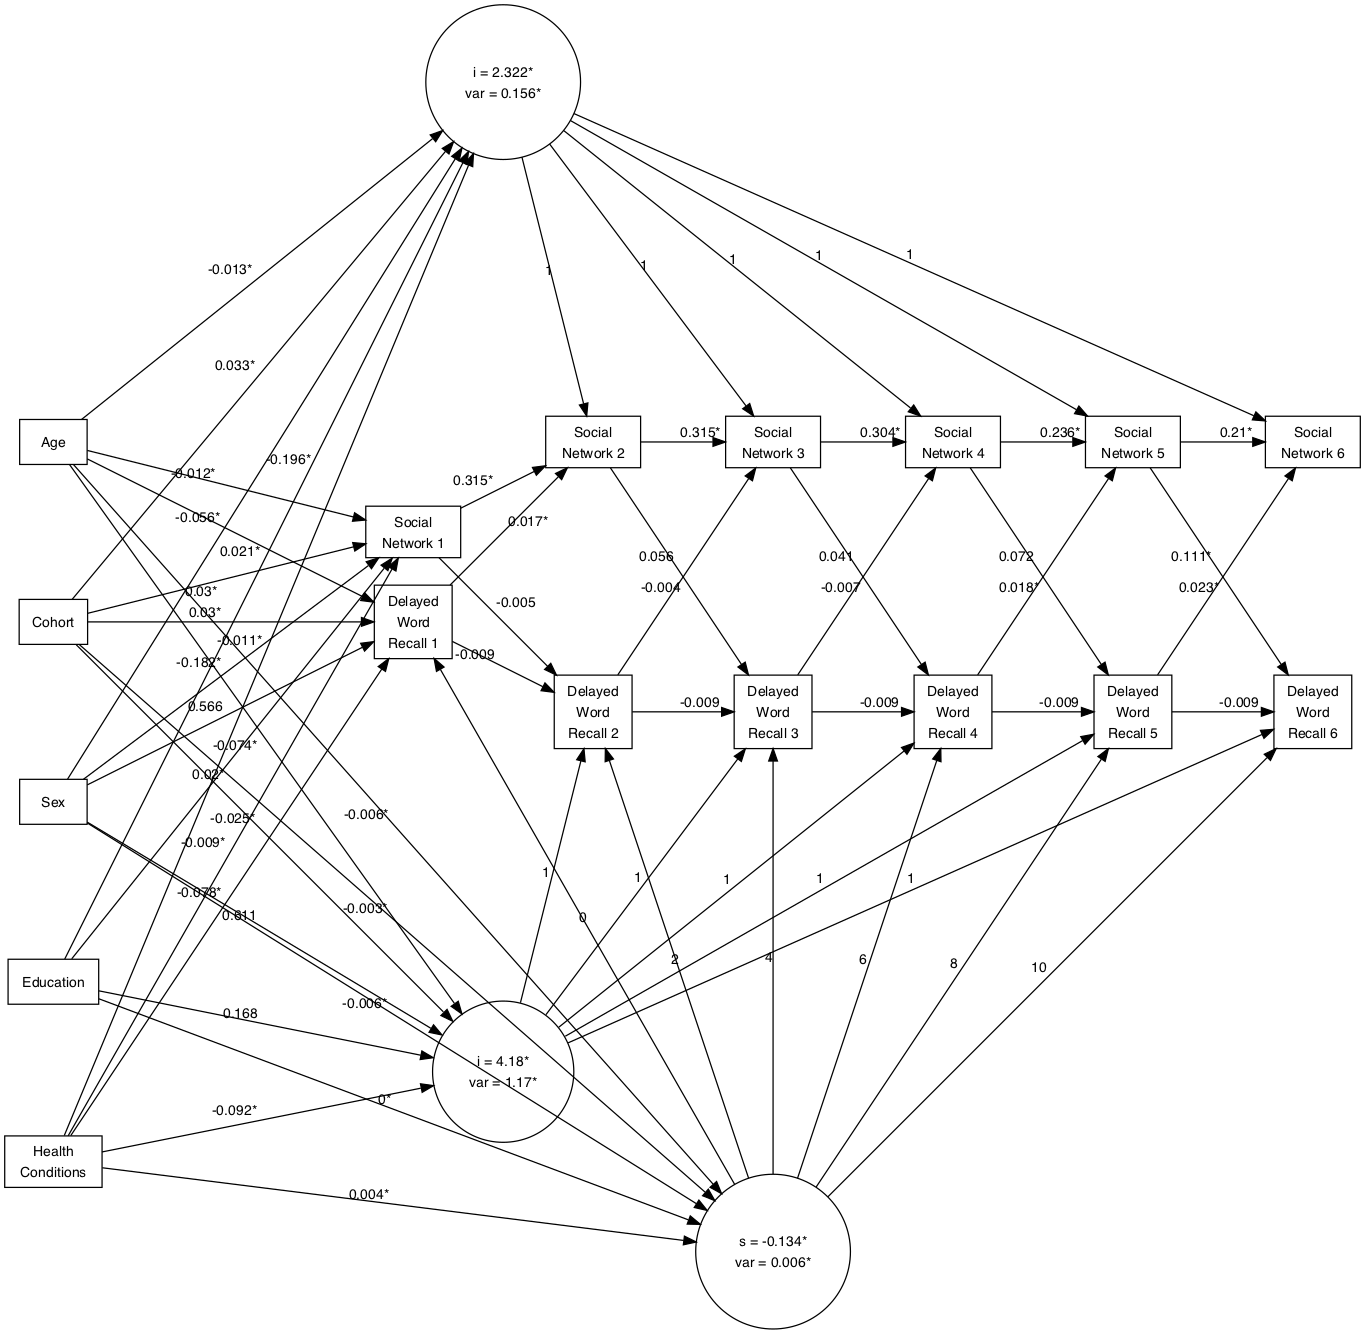 i = 2.322*
var = 0.156*
1
1
1
1
1
-0.013*
0.033*
-0.196*
0.021*
-0.011*
Age
Cohort
Sex
Education
Health
Conditions
-0.012*
-0.056*
0.03*
0.03*
-0.182*
0.566
-0.074*
0.02*
-0.025*
-0.009*
-0.078*
0.611
Social
Network 1
Delayed
Word
Recall 1
0.315*
0.017*
-0.005
-0.009
Social
Network 2
0.315*
Social
Network 3
0.304*
Social
Network 4
0.236*
Social
Network 5
0.21*
Social
Network 6
0.056
-0.004
0.041
-0.007
0.072
0.018*
0.111*
0.023*
Delayed
Word
Recall 2
-0.009
Delayed
Word
Recall 3
-0.009
Delayed
Word
Recall 4
-0.009
Delayed
Word
Recall 5
-0.009
Delayed
Word
Recall 6
-0.006*
-0.003*
-0.006*
0.168
-0.092*
0*
0.004*
1
1
1
1
1
0
2
4
6
8
10
i = 4.18*
var = 1.17*
s = -0.134*
var = 0.006*